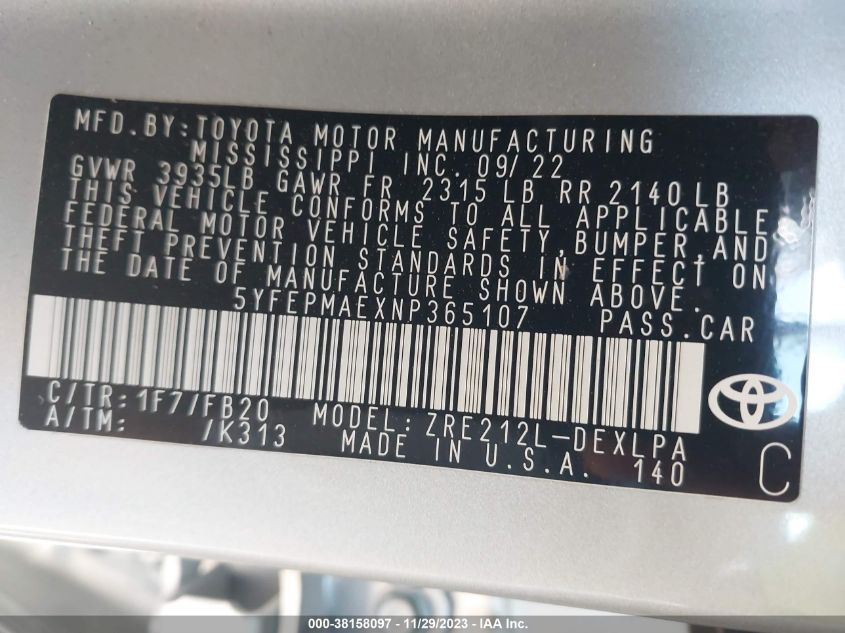 MFD.BY:TOYOTA MOTOR MANUFACTURING
MISSISSIPPI INC. 09/22
GVWR 3935LB GAWR FR 2315 LB RR 2140 LB
THIS VEHICLE CONFORMS TO ALL APPLICABLE
FEDERAL MOTOR VEHICLE SAFETY, BUMPER, AND
THEFT PREVENTION STANDARDS IN EFFECT ON
THE DATE OF MANUFACTURE SHOWN ABOVE.
5YFEPMAEXNP365107 PASS.CAR
C/TR: 1F7/FB20 MODEL: ZRE212L-DEXLPA
A/TM: /K313 MADE IN U.S.A. 140
C
000-38158097 - 11/29/2023 - IAA Inc.